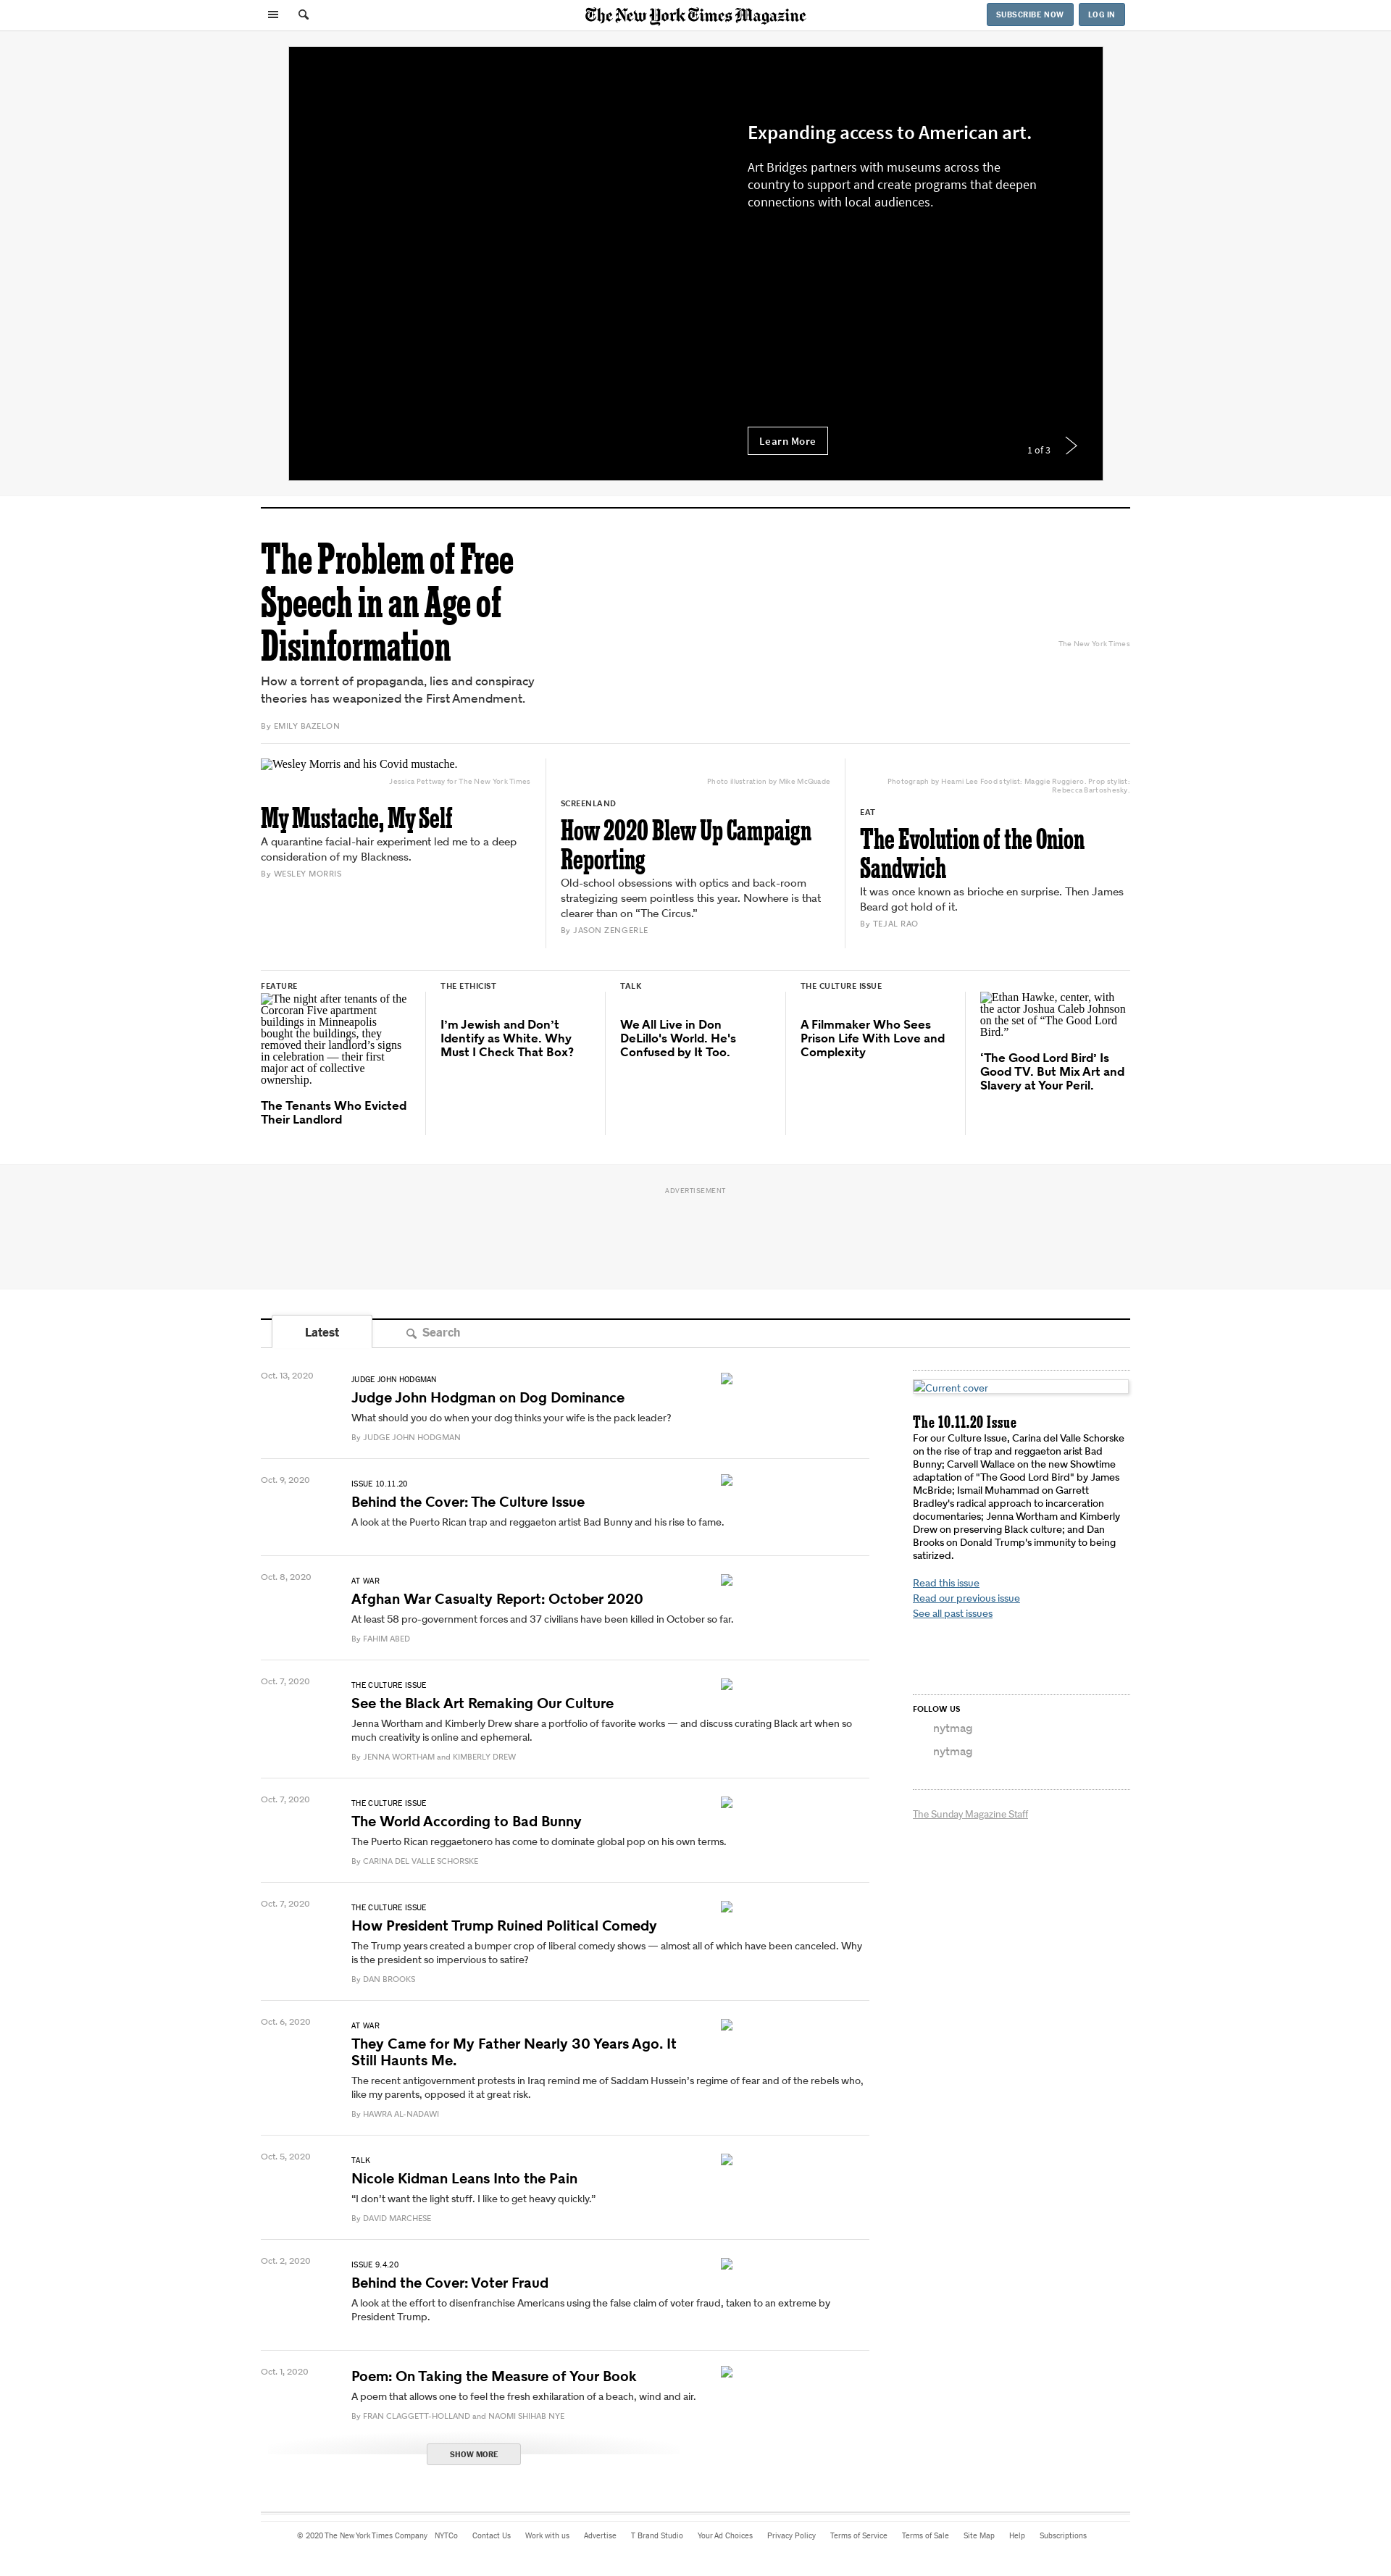 The New York Times Magazine
SUBSCRIBE NOW
LOG IN
Expanding access to American art.
Art Bridges partners with museums across the
country to support and create programs that deepen
connections with local audiences.
Learn More
1 of 3
The Problem of Free
Speech in an Age of
Disinformation
The New York Times
How a torrent of propaganda, lies and conspiracy
theories has weaponized the First Amendment.
By EMILY BAZELON
Wesley Morris and his Covid mustache.
Jessica Pettway for The New York Times
My Mustache, My Self
A quarantine facial-hair experiment led me to a deep
consideration of my Blackness.
By WESLEY MORRIS
Photo illustration by Mike McQuade
SCREENLAND
How 2020 Blew Up Campaign
Reporting
Old-school obsessions with optics and back-room
strategizing seem pointless this year. Nowhere is that
clearer than on “The Circus.”
By JASON ZENGERLE
Photograph by Heami Lee Food stylist: Maggie Ruggiero. Prop stylist:
Rebecca Bartoshesky.
EAT
The Evolution of the Onion
Sandwich
It was once known as brioche en surprise. Then James
Beard got hold of it.
By TEJAL RAO
FEATURE
The night after tenants of the
Corcoran Five apartment
buildings in Minneapolis
bought the buildings, they
removed their landlord’s signs
in celebration — their first
major act of collective
ownership.
The Tenants Who Evicted
Their Landlord
THE ETHICIST
I’m Jewish and Don’t
Identify as White. Why
Must I Check That Box?
TALK
We All Live in Don
DeLillo's World. He's
Confused by It Too.
THE CULTURE ISSUE
A Filmmaker Who Sees
Prison Life With Love and
Complexity
Ethan Hawke, center, with
the actor Joshua Caleb Johnson
on the set of “The Good Lord
Bird.”
‘The Good Lord Bird’ Is
Good TV. But Mix Art and
Slavery at Your Peril.
ADVERTISEMENT
Latest
Search
Oct. 13, 2020
JUDGE JOHN HODGMAN
Judge John Hodgman on Dog Dominance
What should you do when your dog thinks your wife is the pack leader?
By JUDGE JOHN HODGMAN
Oct. 9, 2020
ISSUE 10.11.20
Behind the Cover: The Culture Issue
A look at the Puerto Rican trap and reggaeton artist Bad Bunny and his rise to fame.
Oct. 8, 2020
AT WAR
Afghan War Casualty Report: October 2020
At least 58 pro-government forces and 37 civilians have been killed in October so far.
By FAHIM ABED
Oct. 7, 2020
THE CULTURE ISSUE
See the Black Art Remaking Our Culture
Jenna Wortham and Kimberly Drew share a portfolio of favorite works — and discuss curating Black art when so
much creativity is online and ephemeral.
By JENNA WORTHAM and KIMBERLY DREW
Oct. 7, 2020
THE CULTURE ISSUE
The World According to Bad Bunny
The Puerto Rican reggaetonero has come to dominate global pop on his own terms.
By CARINA DEL VALLE SCHORSKE
Oct. 7, 2020
THE CULTURE ISSUE
How President Trump Ruined Political Comedy
The Trump years created a bumper crop of liberal comedy shows — almost all of which have been canceled. Why
is the president so impervious to satire?
By DAN BROOKS
Oct. 6, 2020
AT WAR
They Came for My Father Nearly 30 Years Ago. It
Still Haunts Me.
The recent antigovernment protests in Iraq remind me of Saddam Hussein’s regime of fear and of the rebels who,
like my parents, opposed it at great risk.
By HAWRA AL-NADAWI
Oct. 5, 2020
TALK
Nicole Kidman Leans Into the Pain
“I don’t want the light stuff. I like to get heavy quickly.”
By DAVID MARCHESE
Oct. 2, 2020
ISSUE 9.4.20
Behind the Cover: Voter Fraud
A look at the effort to disenfranchise Americans using the false claim of voter fraud, taken to an extreme by
President Trump.
Oct. 1, 2020
Poem: On Taking the Measure of Your Book
A poem that allows one to feel the fresh exhilaration of a beach, wind and air.
By FRAN CLAGGETT-HOLLAND and NAOMI SHIHAB NYE
SHOW MORE
Current cover
The 10.11.20 Issue
For our Culture Issue, Carina del Valle Schorske
on the rise of trap and reggaeton arist Bad
Bunny; Carvell Wallace on the new Showtime
adaptation of "The Good Lord Bird" by James
McBride; Ismail Muhammad on Garrett
Bradley's radical approach to incarceration
documentaries; Jenna Wortham and Kimberly
Drew on preserving Black culture; and Dan
Brooks on Donald Trump's immunity to being
satirized.
Read this issue
Read our previous issue
See all past issues
FOLLOW US
nytmag
nytmag
The Sunday Magazine Staff
© 2020 The New York Times Company NYTCo Contact Us Work with us Advertise T Brand Studio Your Ad Choices Privacy Policy Terms of Service Terms of Sale Site Map Help Subscriptions